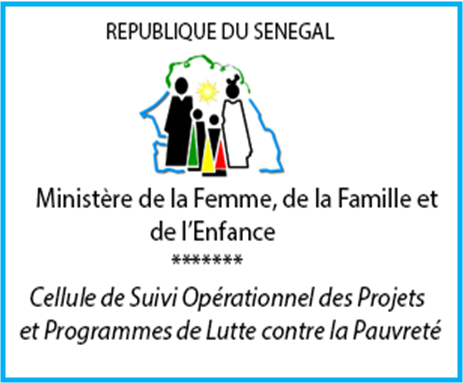 REPUBLIQUE DU SENEGAL
Ministère de la Femme, de la Famille et
de l'Enfance
*******
Cellule de Suivi Opérationnel des Projets
et Programmes de Lutte contre la Pauvreté